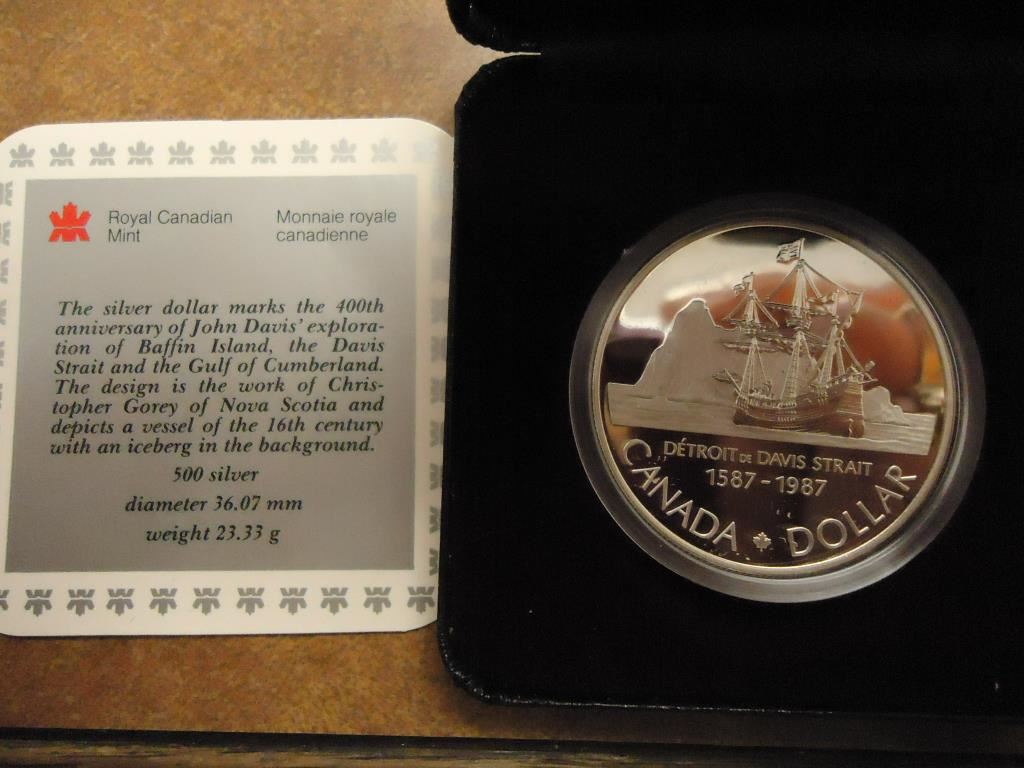 Royal Canadian
Mint
Monnaie royale
canadienne
The silver dollar marks the 400th
anniversary of John Davis' explora-
tion of Baffin Island, the Davis
Strait and the Gulf of Cumberland.
The design is the work of Chris-
topher Gorey of Nova Scotia and
depicts a vessel of the 16th century
with an iceberg in the background.
500 silver
diameter 36.07 mm
weight 23.33 g
DÉTROIT DE DAVIS STRAIT
1587-1987
CANADA DOLLAR